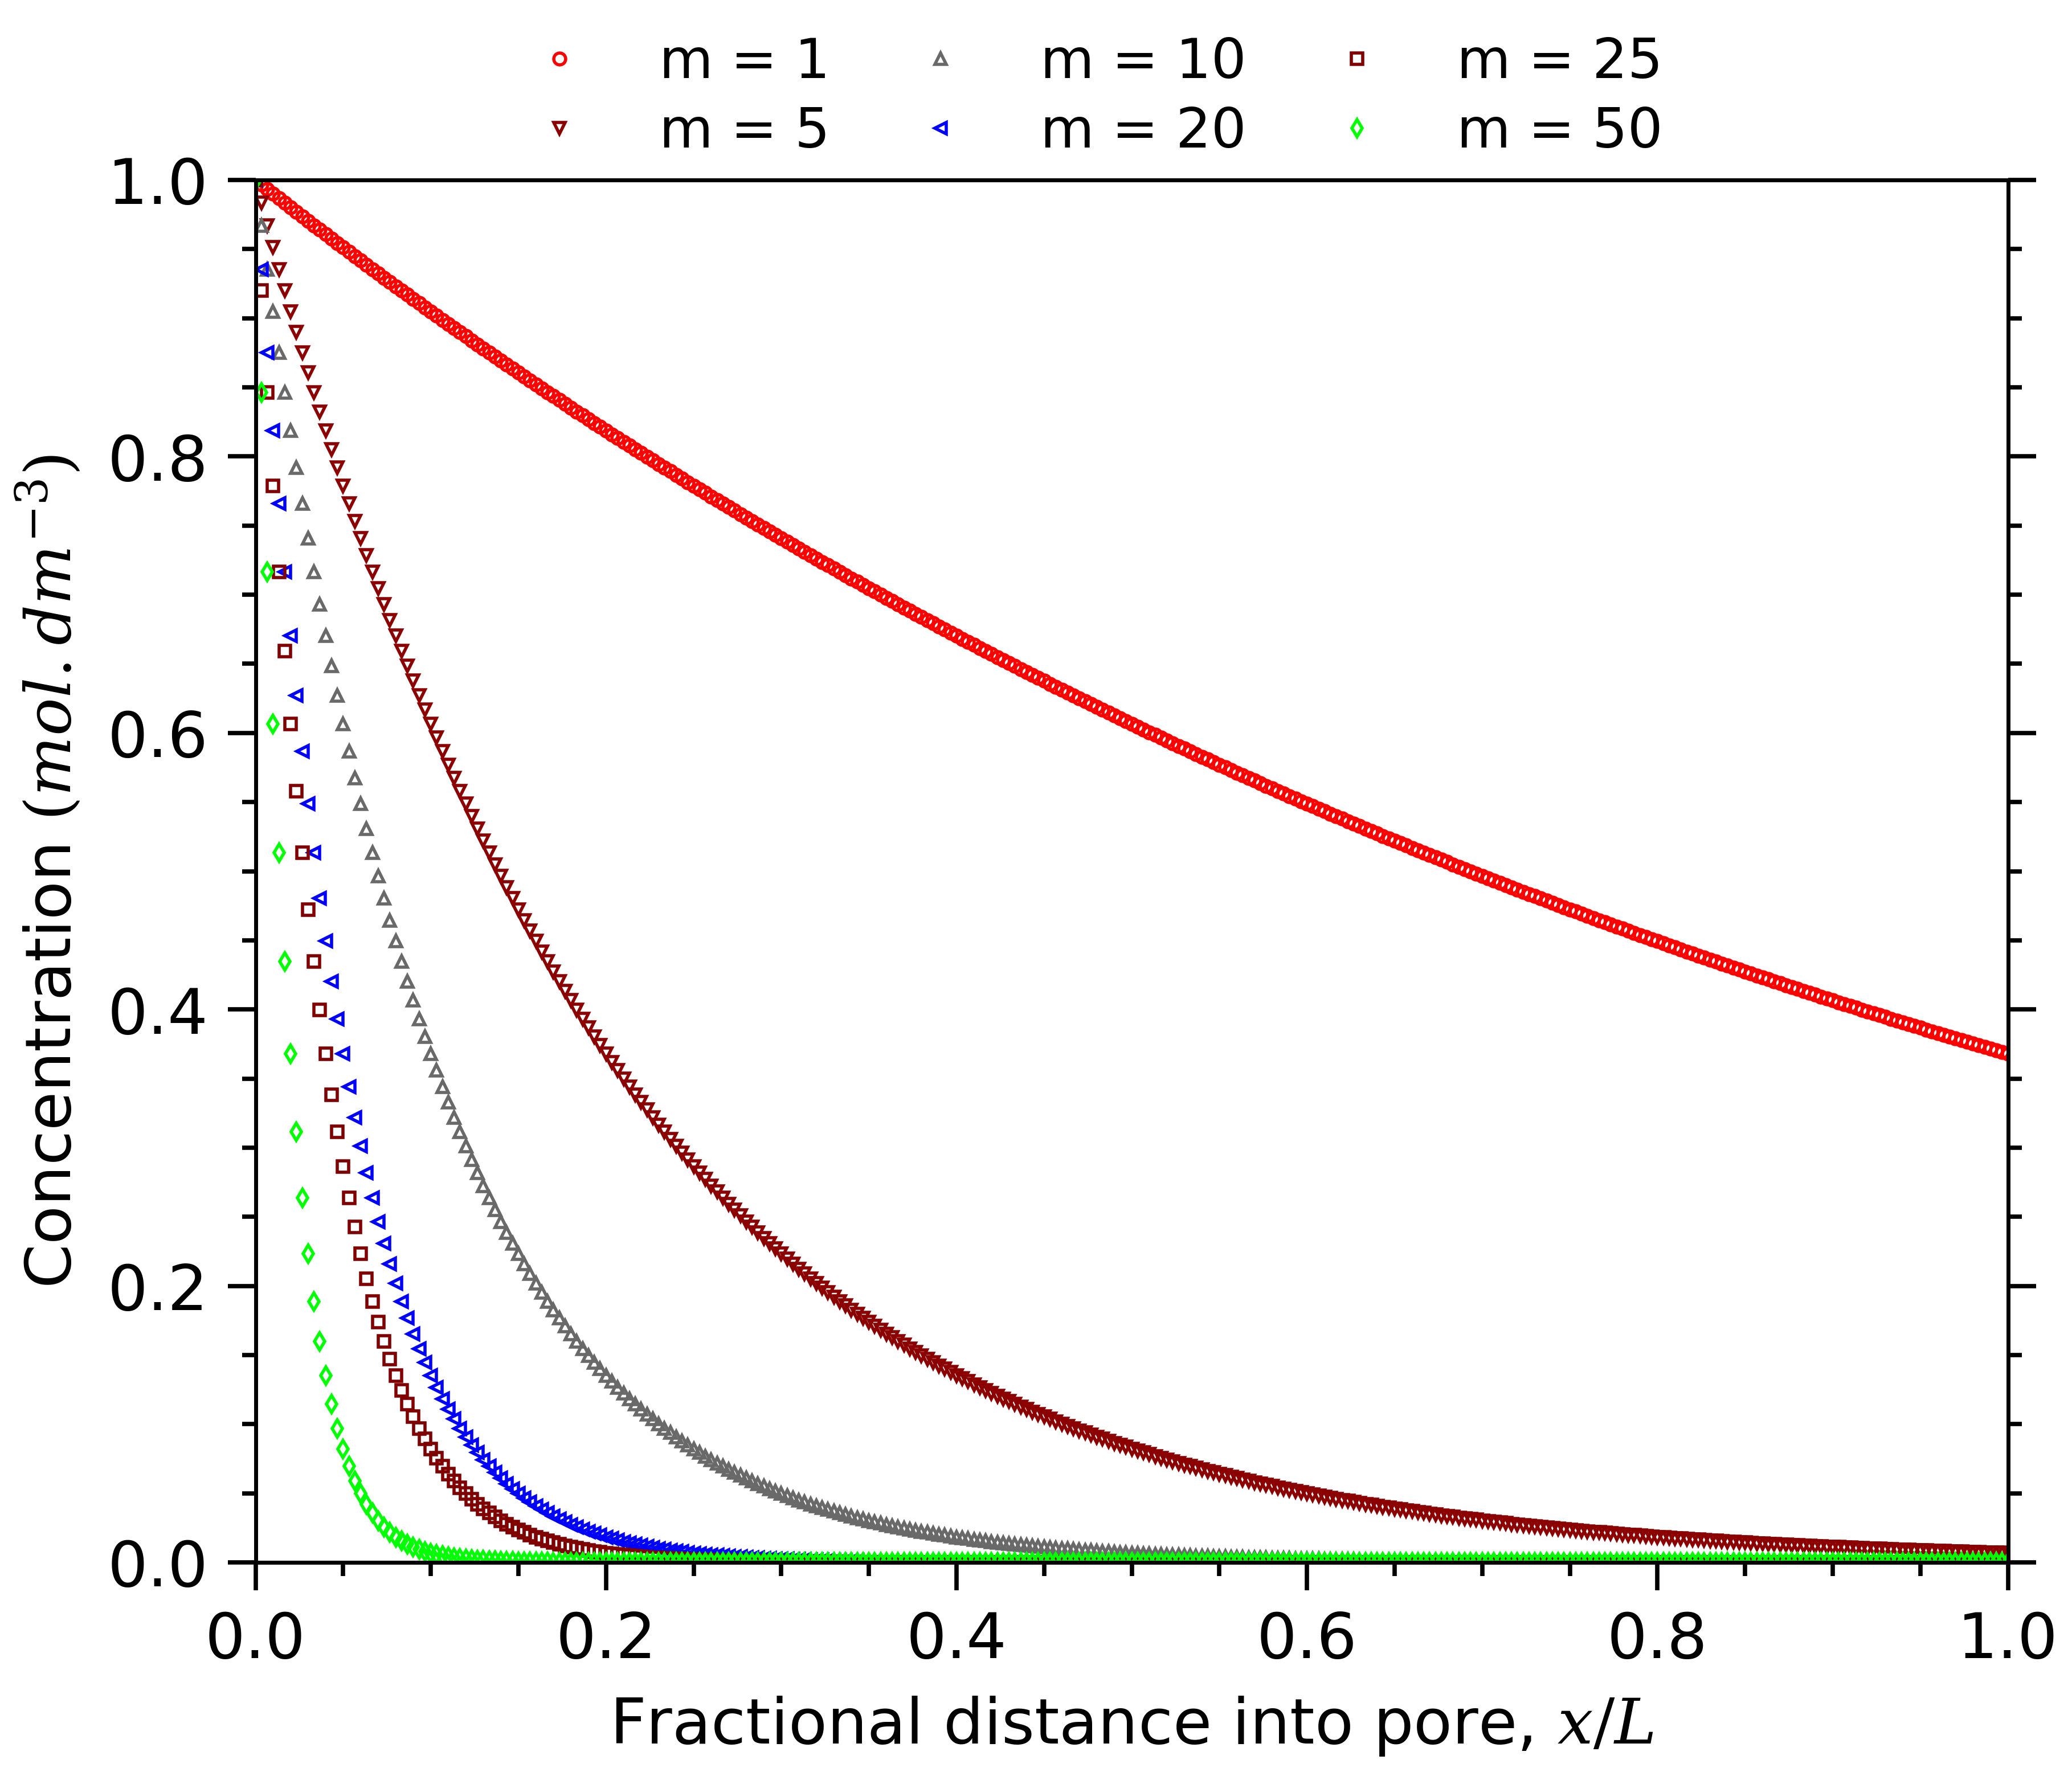 m = 1 m = 10 m = 25
m = 5 m = 20 m = 50
Concentration (mol.dm⁻³)
1.0
0.8
0.6
0.4
0.2
0.0
0.0 0.2 0.4 0.6 0.8 1.0
Fractional distance into pore, x/L